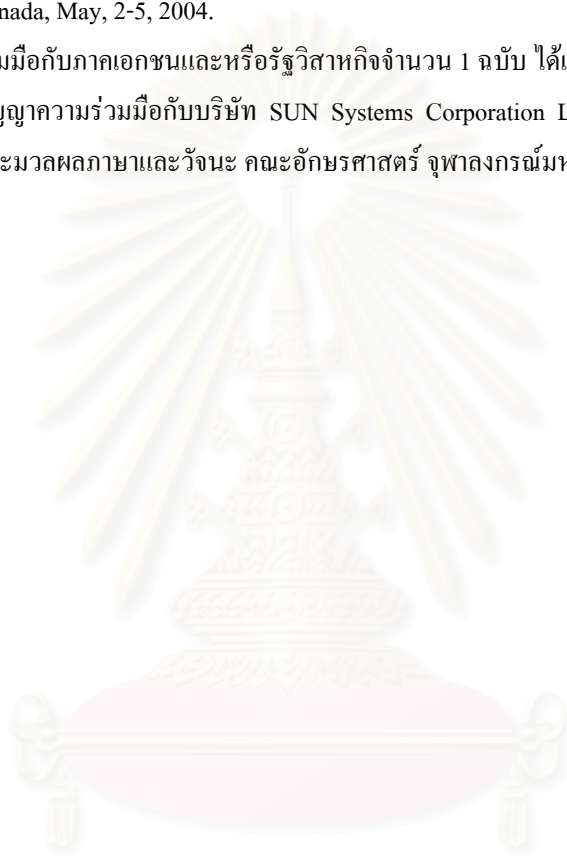 nada, May, 2-5, 2004.
มมือกับภาคเอกชนและหรือรัฐวิสาหกิจจำนวน 1 ฉบับ ได้แ
ญญาความร่วมมือกับบริษัท SUN Systems Corporation L
ะมวลผลภาษาและวัจนะ คณะอักษรศาสตร์ จุฬาลงกรณ์มห